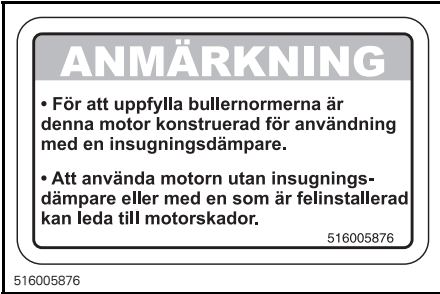 ANMÄRKNING
• För att uppfylla bullernormerna är
denna motor konstruerad för användning
med en insugningsdämpare.
• Att använda motorn utan insugnings-
dämpare eller med en som är felinstallerad
kan leda till motorskador.
516005876
516005876